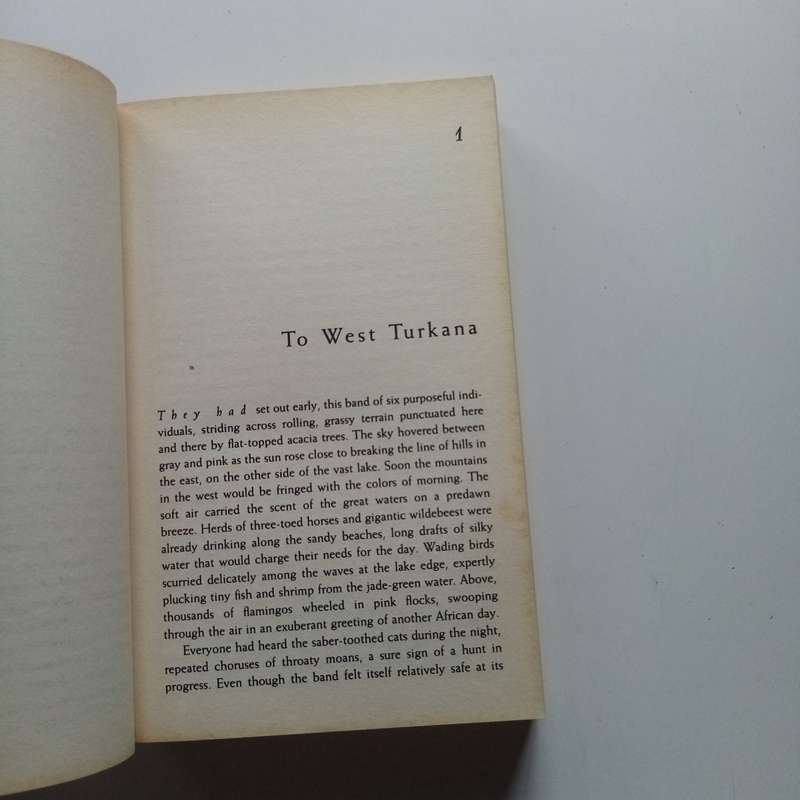 1
To West Turkana
They had set out early, this band of six purposeful indi-
viduals, striding across rolling, grassy terrain punctuated here
and there by flat-topped acacia trees. The sky hovered between
gray and pink as the sun rose close to breaking the line of hills in
the east, on the other side of the vast lake. Soon the mountains
in the west would be fringed with the colors of morning. The
soft air carried the scent of the great waters on a predawn
breeze. Herds of three-toed horses and gigantic wildebeest were
already drinking along the sandy beaches, long drafts of silky
water that would charge their needs for the day. Wading birds
scurried delicately among the waves at the lake edge, expertly
plucking tiny fish and shrimp from the jade-green water. Above,
thousands of flamingos wheeled in pink flocks, swooping
through the air in an exuberant greeting of another African day.
Everyone had heard the saber-toothed cats during the night,
repeated choruses of throaty moans, a sure sign of a hunt in
progress. Even though the band felt itself relatively safe at its